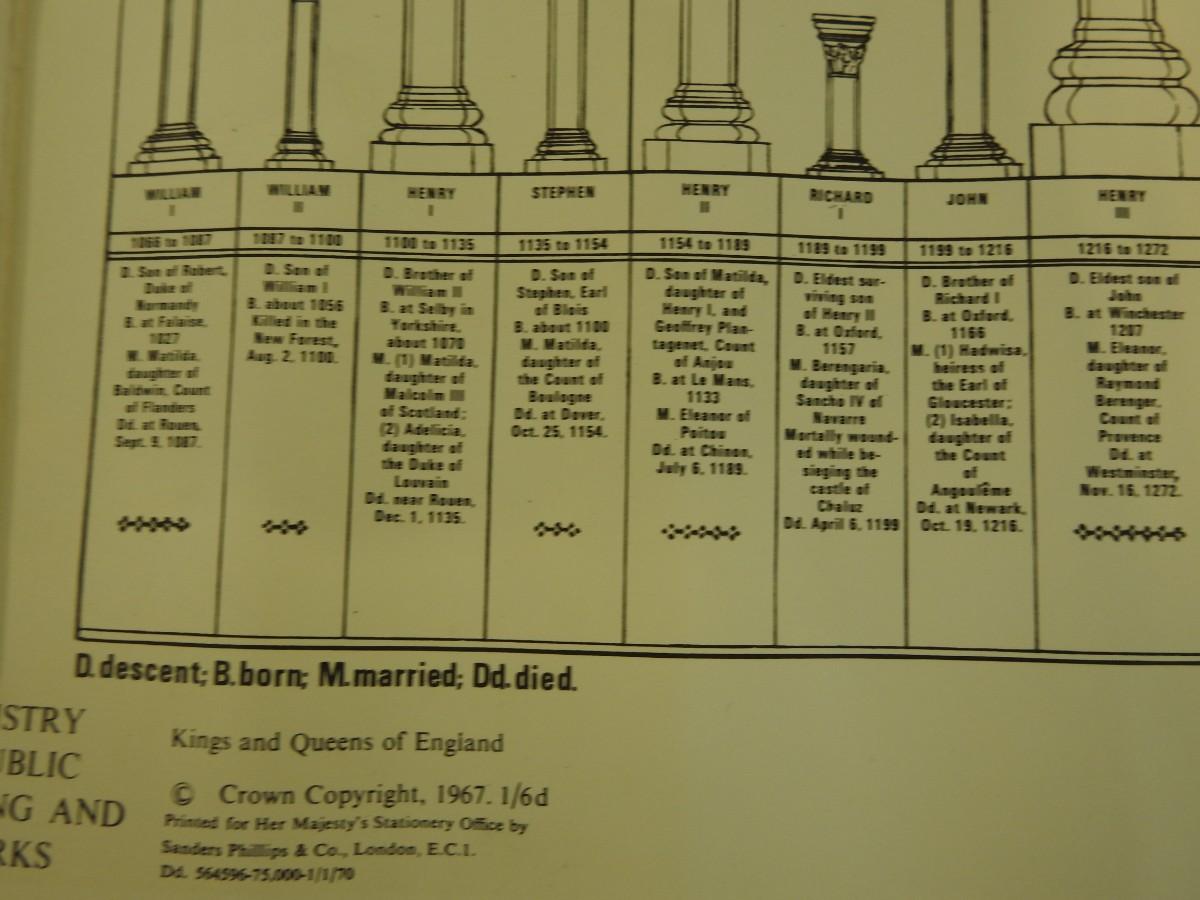 WILLIAM
I
1066 to 1087
D. Son of Robert,
Duke of
Normandy
B. at Falaise,
1027
M. Matilda,
daughter of
Baldwin, Count
of Flanders
Dd. at Rouen,
Sept. 9, 1087.
WILLIAM
II
1087 to 1100
D. Son of
William I
B. about 1056
Killed in the
New Forest,
Aug. 2, 1100.
HENRY
I
1100 to 1135
D. Brother of
William II
B. at Selby in
Yorkshire,
about 1070
M. (1) Matilda,
daughter of
Malcolm III
of Scotland;
(2) Adelicia,
daughter of
the Duke of
Louvain
Dd. near Rouen,
Dec. 1, 1135.
STEPHEN
1135 to 1154
D. Son of
Stephen, Earl
of Blois
B. about 1100
M. Matilda,
daughter of
the Count of
Boulogne
Dd. at Dover,
Oct. 25, 1154.
HENRY
II
1154 to 1189
D. Son of Matilda,
daughter of
Henry I, and
Geoffrey Plan-
tagenet, Count
of Anjou
B. at Le Mans,
1133
M. Eleanor of
Poitou
Dd. at Chinon,
July 6, 1189.
RICHARD
I
1189 to 1199
D. Eldest sur-
viving son
of Henry II
B. at Oxford,
1157
M. Berengaria,
daughter of
Sancho IV of
Navarre
Mortally wound-
ed while be-
sieging the
castle of
Chaluz
Dd. April 6, 1199
JOHN
1199 to 1216
D. Brother of
Richard I
B. at Oxford,
1166
M. (1) Hadwisa,
heiress of
the Earl of
Gloucester;
(2) Isabella,
daughter of
the Count
of
Angoulême
Dd. at Newark,
Oct. 19, 1216.
HENRY
III
1216 to 1272
D. Eldest son of
John
B. at Winchester
1207
M. Eleanor,
daughter of
Raymond
Berenger,
Count of
Provence
Dd. at
Westminster,
Nov. 16, 1272.
D. descent; B. born; M. married; Dd. died.
ISTRY
UBLIC
NG AND
RKS
Kings and Queens of England
© Crown Copyright, 1967. 1/6d
Printed for Her Majesty's Stationery Office by
Sanders Phillips & Co., London, E.C.1.
Dd. 564596-75,000-1/1/70